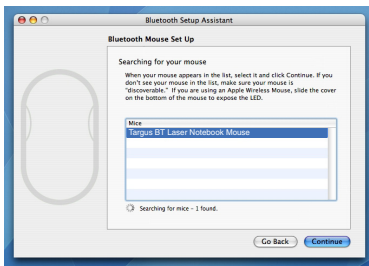 Bluetooth Setup Assistant
Bluetooth Mouse Set Up
Searching for your mouse
When your mouse appears in the list, select it and click Continue. If you
don't see your mouse in the list, make sure your mouse is
"discoverable." If you are using an Apple Wireless Mouse, slide the cover
on the bottom of the mouse to expose the LED.
Mice
Targus BT Laser Notebook Mouse
Searching for mice - 1 found.
Go Back
Continue